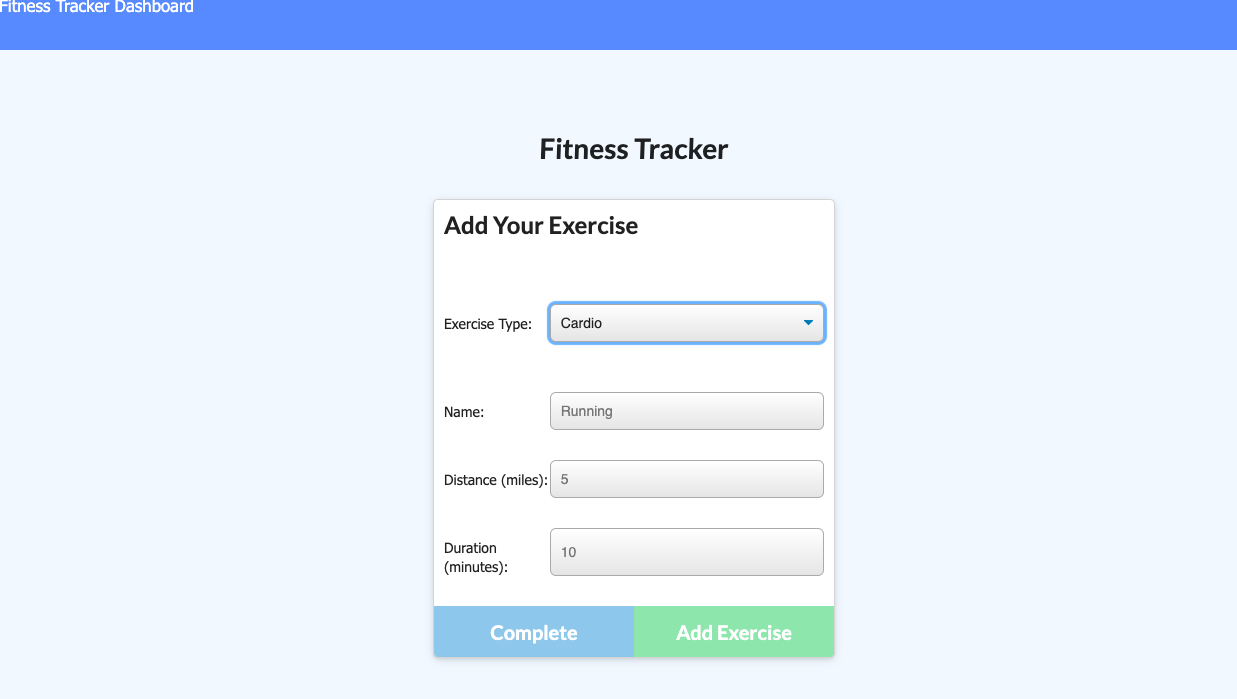 Fitness Tracker Dashboard
Fitness Tracker
Add Your Exercise
Exercise Type: Cardio
Name: Running
Distance (miles): 5
Duration
(minutes): 10
Complete Add Exercise